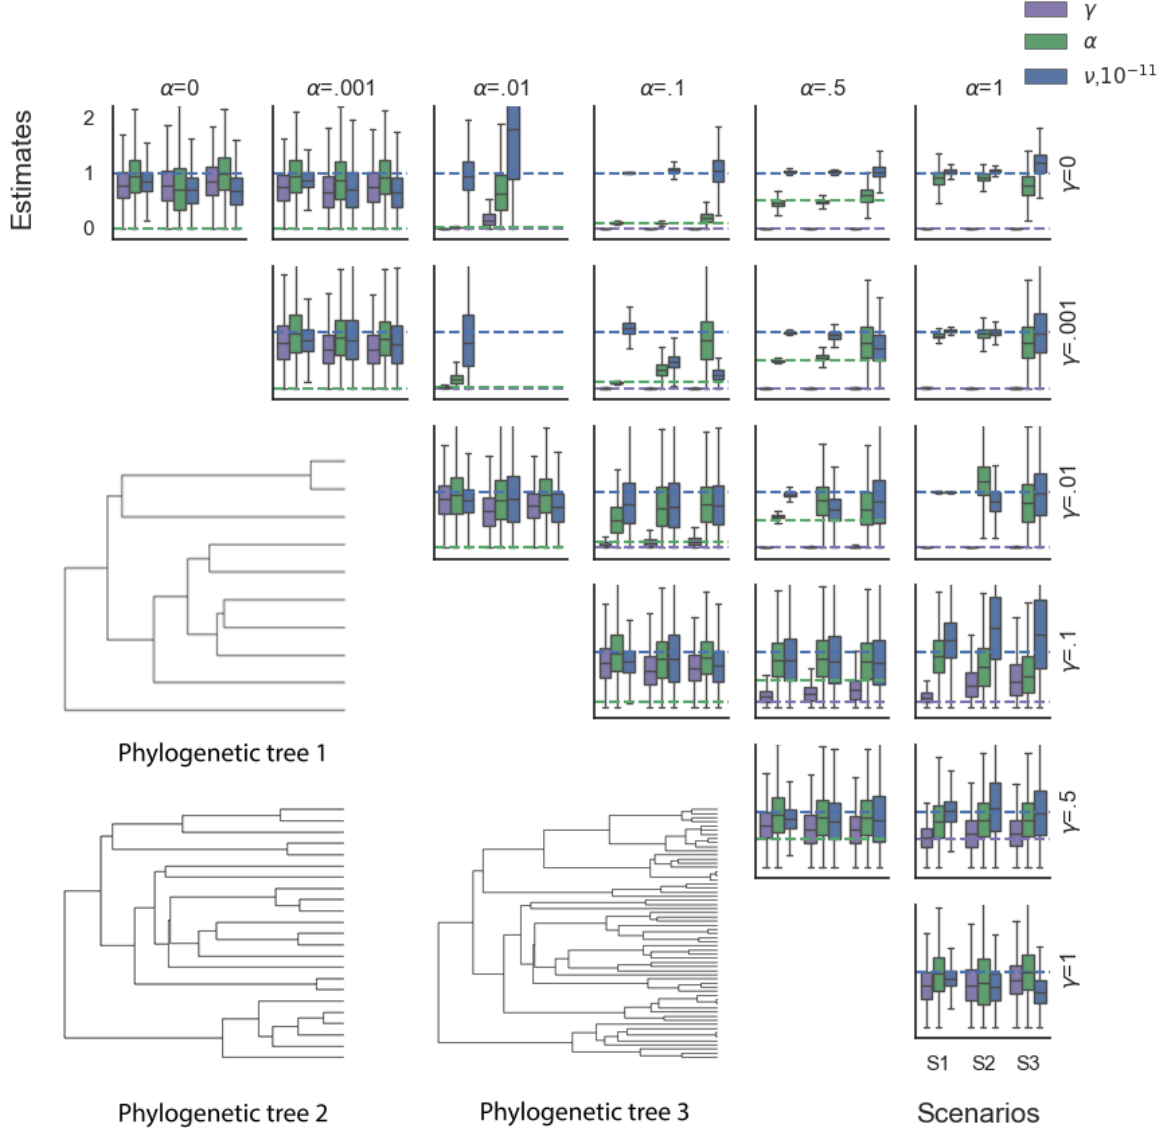 γ
α
ν,10⁻¹¹
α=0 α=.001 α=.01 α=.1 α=.5 α=1
Estimates
2
1
0
γ=0
γ=.001
γ=.01
γ=.1
Phylogenetic tree 1
γ=.5
γ=1
S1 S2 S3
Phylogenetic tree 2 Phylogenetic tree 3 Scenarios